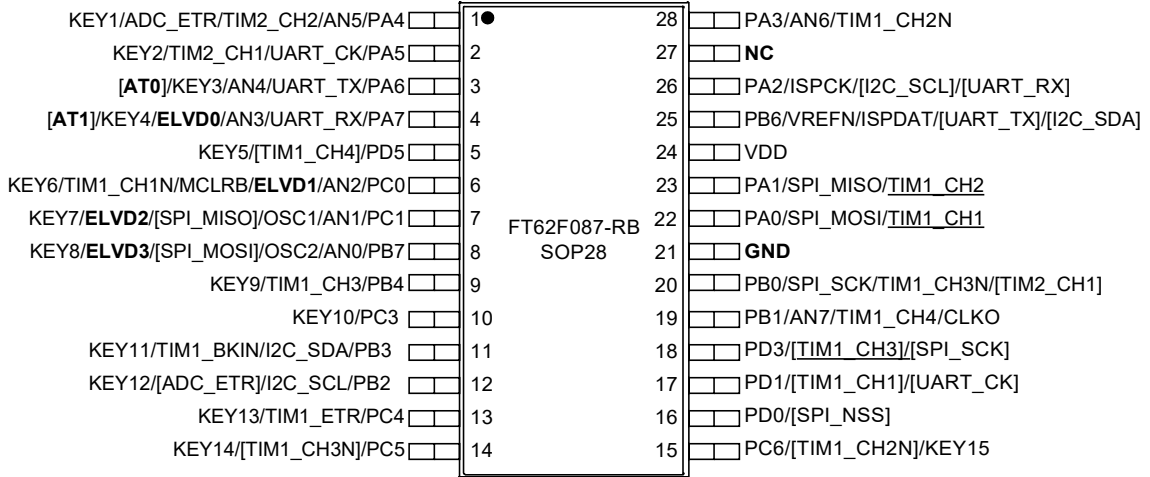 KEY1/ADC_ETR/TIM2_CH2/AN5/PA4 1 28 PA3/AN6/TIM1_CH2N
KEY2/TIM2_CH1/UART_CK/PA5 2 27 NC
[AT0]/KEY3/AN4/UART_TX/PA6 3 26 PA2/ISPCK/[I2C_SCL]/[UART_RX]
[AT1]/KEY4/ELVD0/AN3/UART_RX/PA7 4 25 PB6/VREFN/ISPDAT/[UART_TX]/[I2C_SDA]
KEY5/[TIM1_CH4]/PD5 5 24 VDD
KEY6/TIM1_CH1N/MCLRB/ELVD1/AN2/PC0 6 23 PA1/SPI_MISO/TIM1_CH2
KEY7/ELVD2/[SPI_MISO]/OSC1/AN1/PC1 7 FT62F087-RB 22 PA0/SPI_MOSI/TIM1_CH1
KEY8/ELVD3/[SPI_MOSI]/OSC2/AN0/PB7 8 SOP28 21 GND
KEY9/TIM1_CH3/PB4 9 20 PB0/SPI_SCK/TIM1_CH3N/[TIM2_CH1]
KEY10/PC3 10 19 PB1/AN7/TIM1_CH4/CLKO
KEY11/TIM1_BKIN/I2C_SDA/PB3 11 18 PD3/[TIM1_CH3]/[SPI_SCK]
KEY12/[ADC_ETR]/I2C_SCL/PB2 12 17 PD1/[TIM1_CH1]/[UART_CK]
KEY13/TIM1_ETR/PC4 13 16 PD0/[SPI_NSS]
KEY14/[TIM1_CH3N]/PC5 14 15 PC6/[TIM1_CH2N]/KEY15